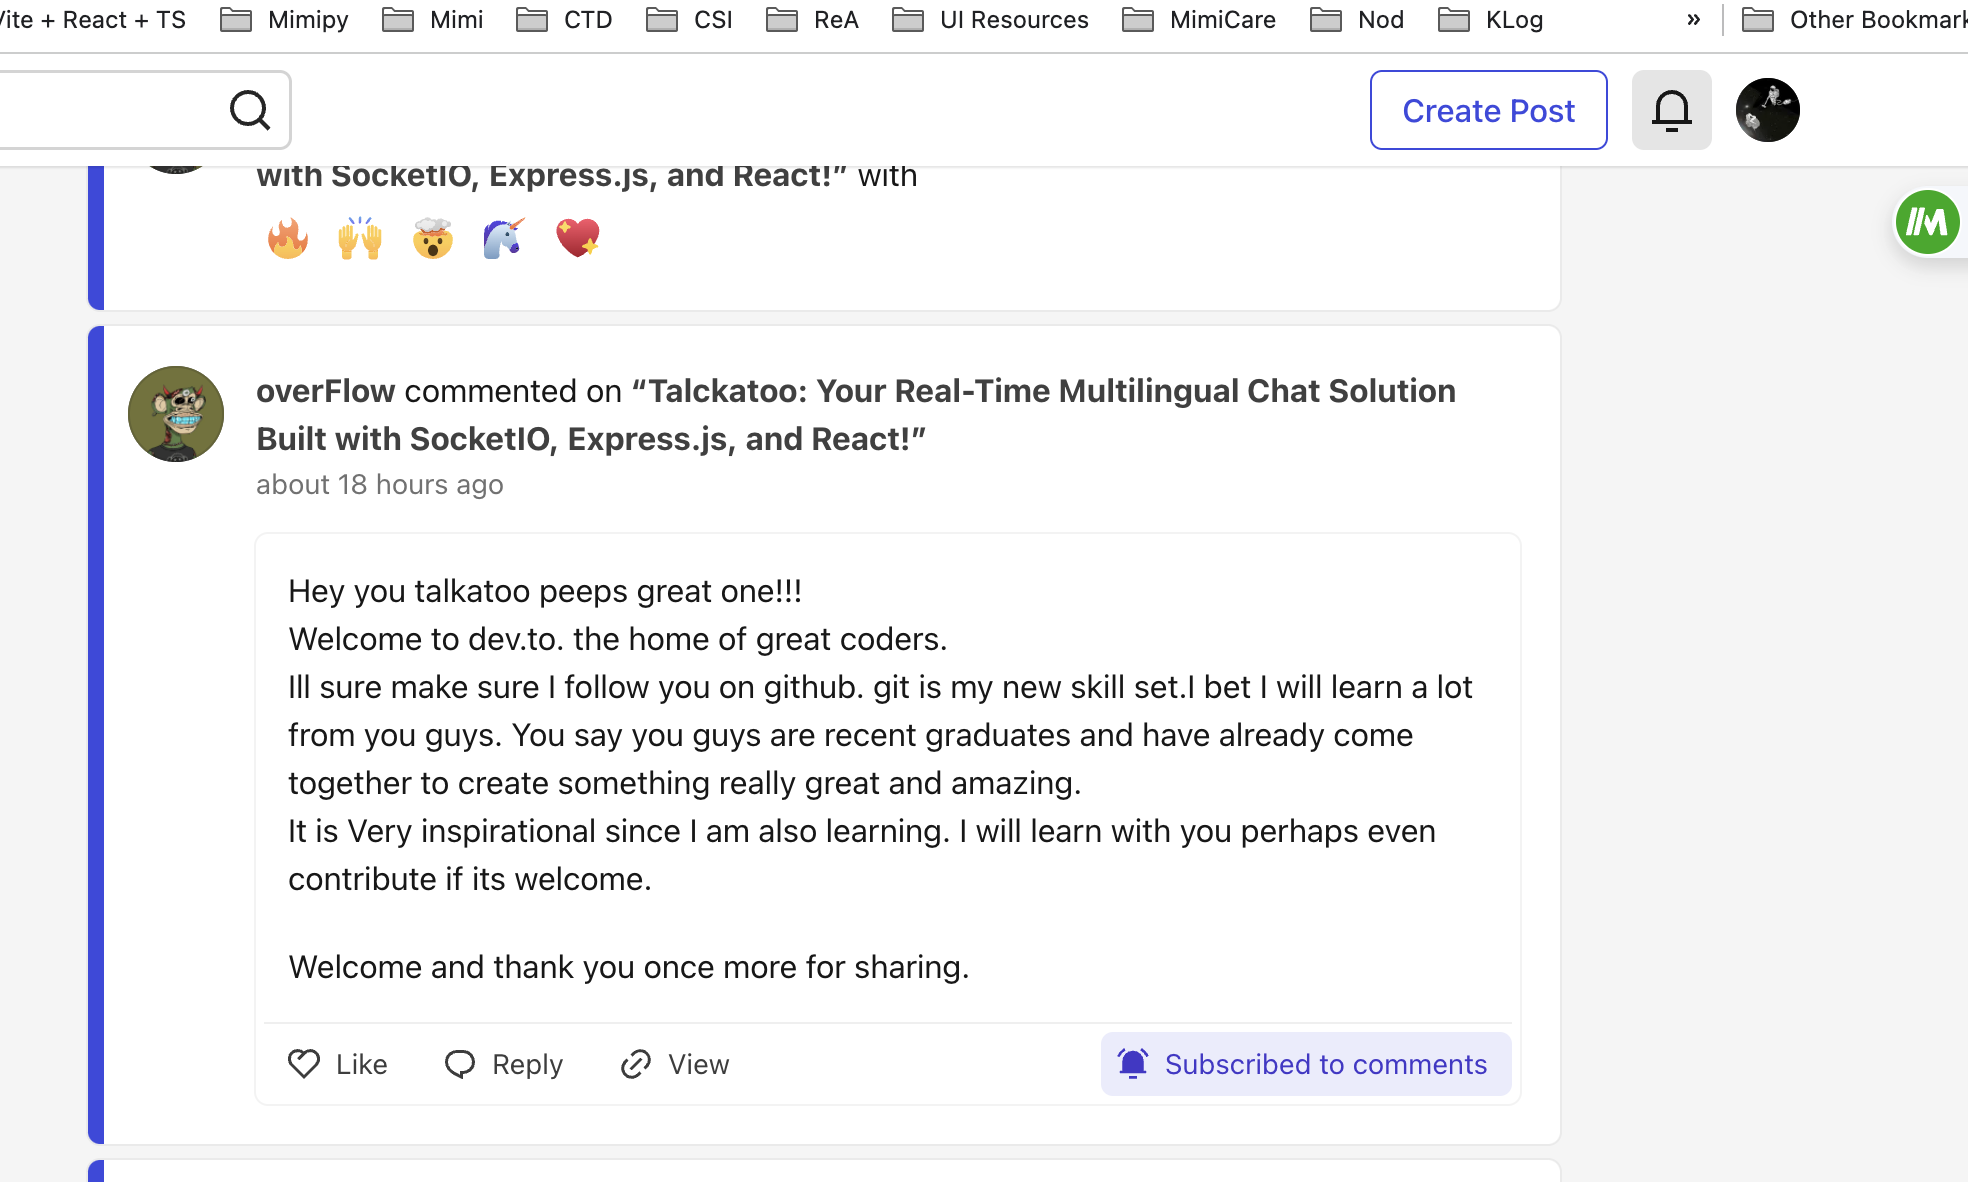 Vite + React + TS Mimipy Mimi CTD CSI ReA UI Resources MimiCare Nod KLog » Other Bookmark
Create Post
with SocketIO, Express.js, and React!” with
overFlow commented on “Talckatoo: Your Real-Time Multilingual Chat Solution
Built with SocketIO, Express.js, and React!”
about 18 hours ago
Hey you talkatoo peeps great one!!!
Welcome to dev.to. the home of great coders.
Ill sure make sure I follow you on github. git is my new skill set.I bet I will learn a lot
from you guys. You say you guys are recent graduates and have already come
together to create something really great and amazing.
It is Very inspirational since I am also learning. I will learn with you perhaps even
contribute if its welcome.
Welcome and thank you once more for sharing.
Like Reply View Subscribed to comments